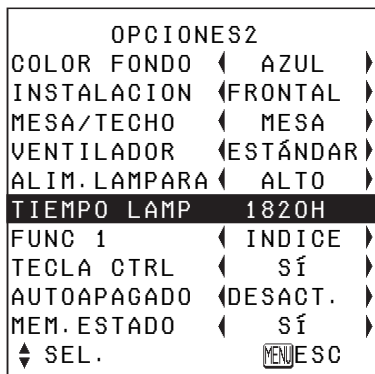 OPCIONES2
COLOR FONDO AZUL
INSTALACION FRONTAL
MESA/TECHO MESA
VENTILADOR ESTÁNDAR
ALIM.LAMPARA ALTO
TIEMPO LAMP 1820H
FUNC 1 INDICE
TECLA CTRL SÍ
AUTOAPAGADO DESACT.
MEM.ESTADO SÍ
SEL. MENU ESC